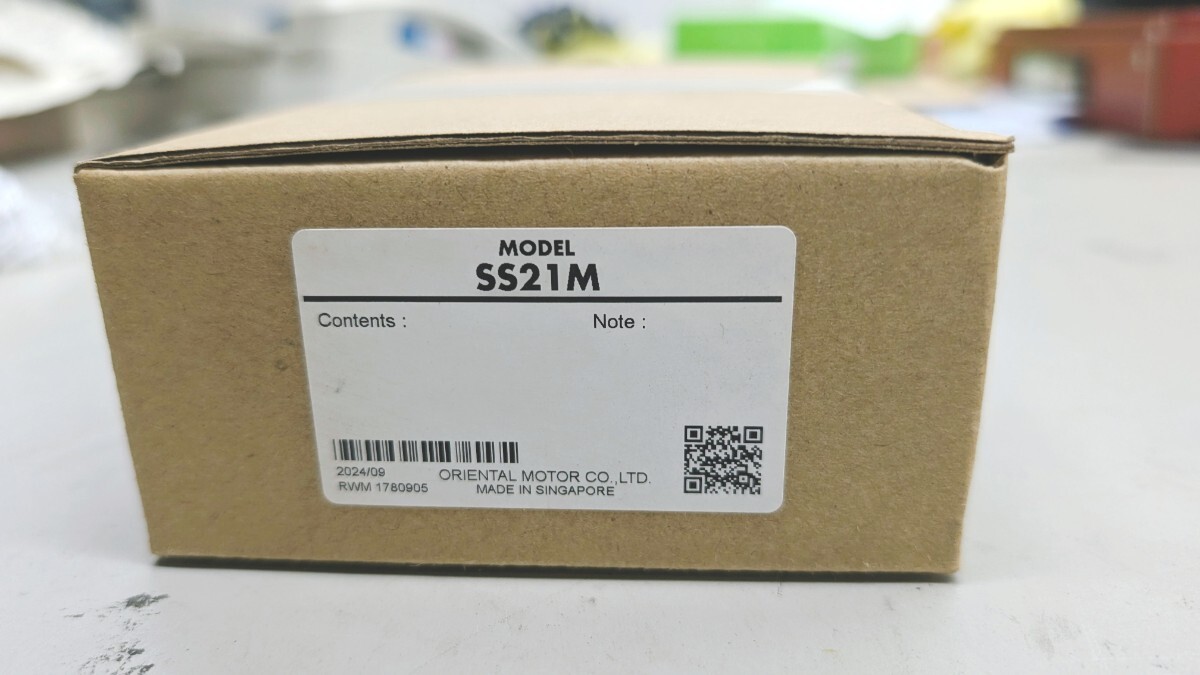 MODEL
SS21M
Contents :
Note :
2024/09
RWM 1780905
ORIENTAL MOTOR CO.,LTD.
MADE IN SINGAPORE